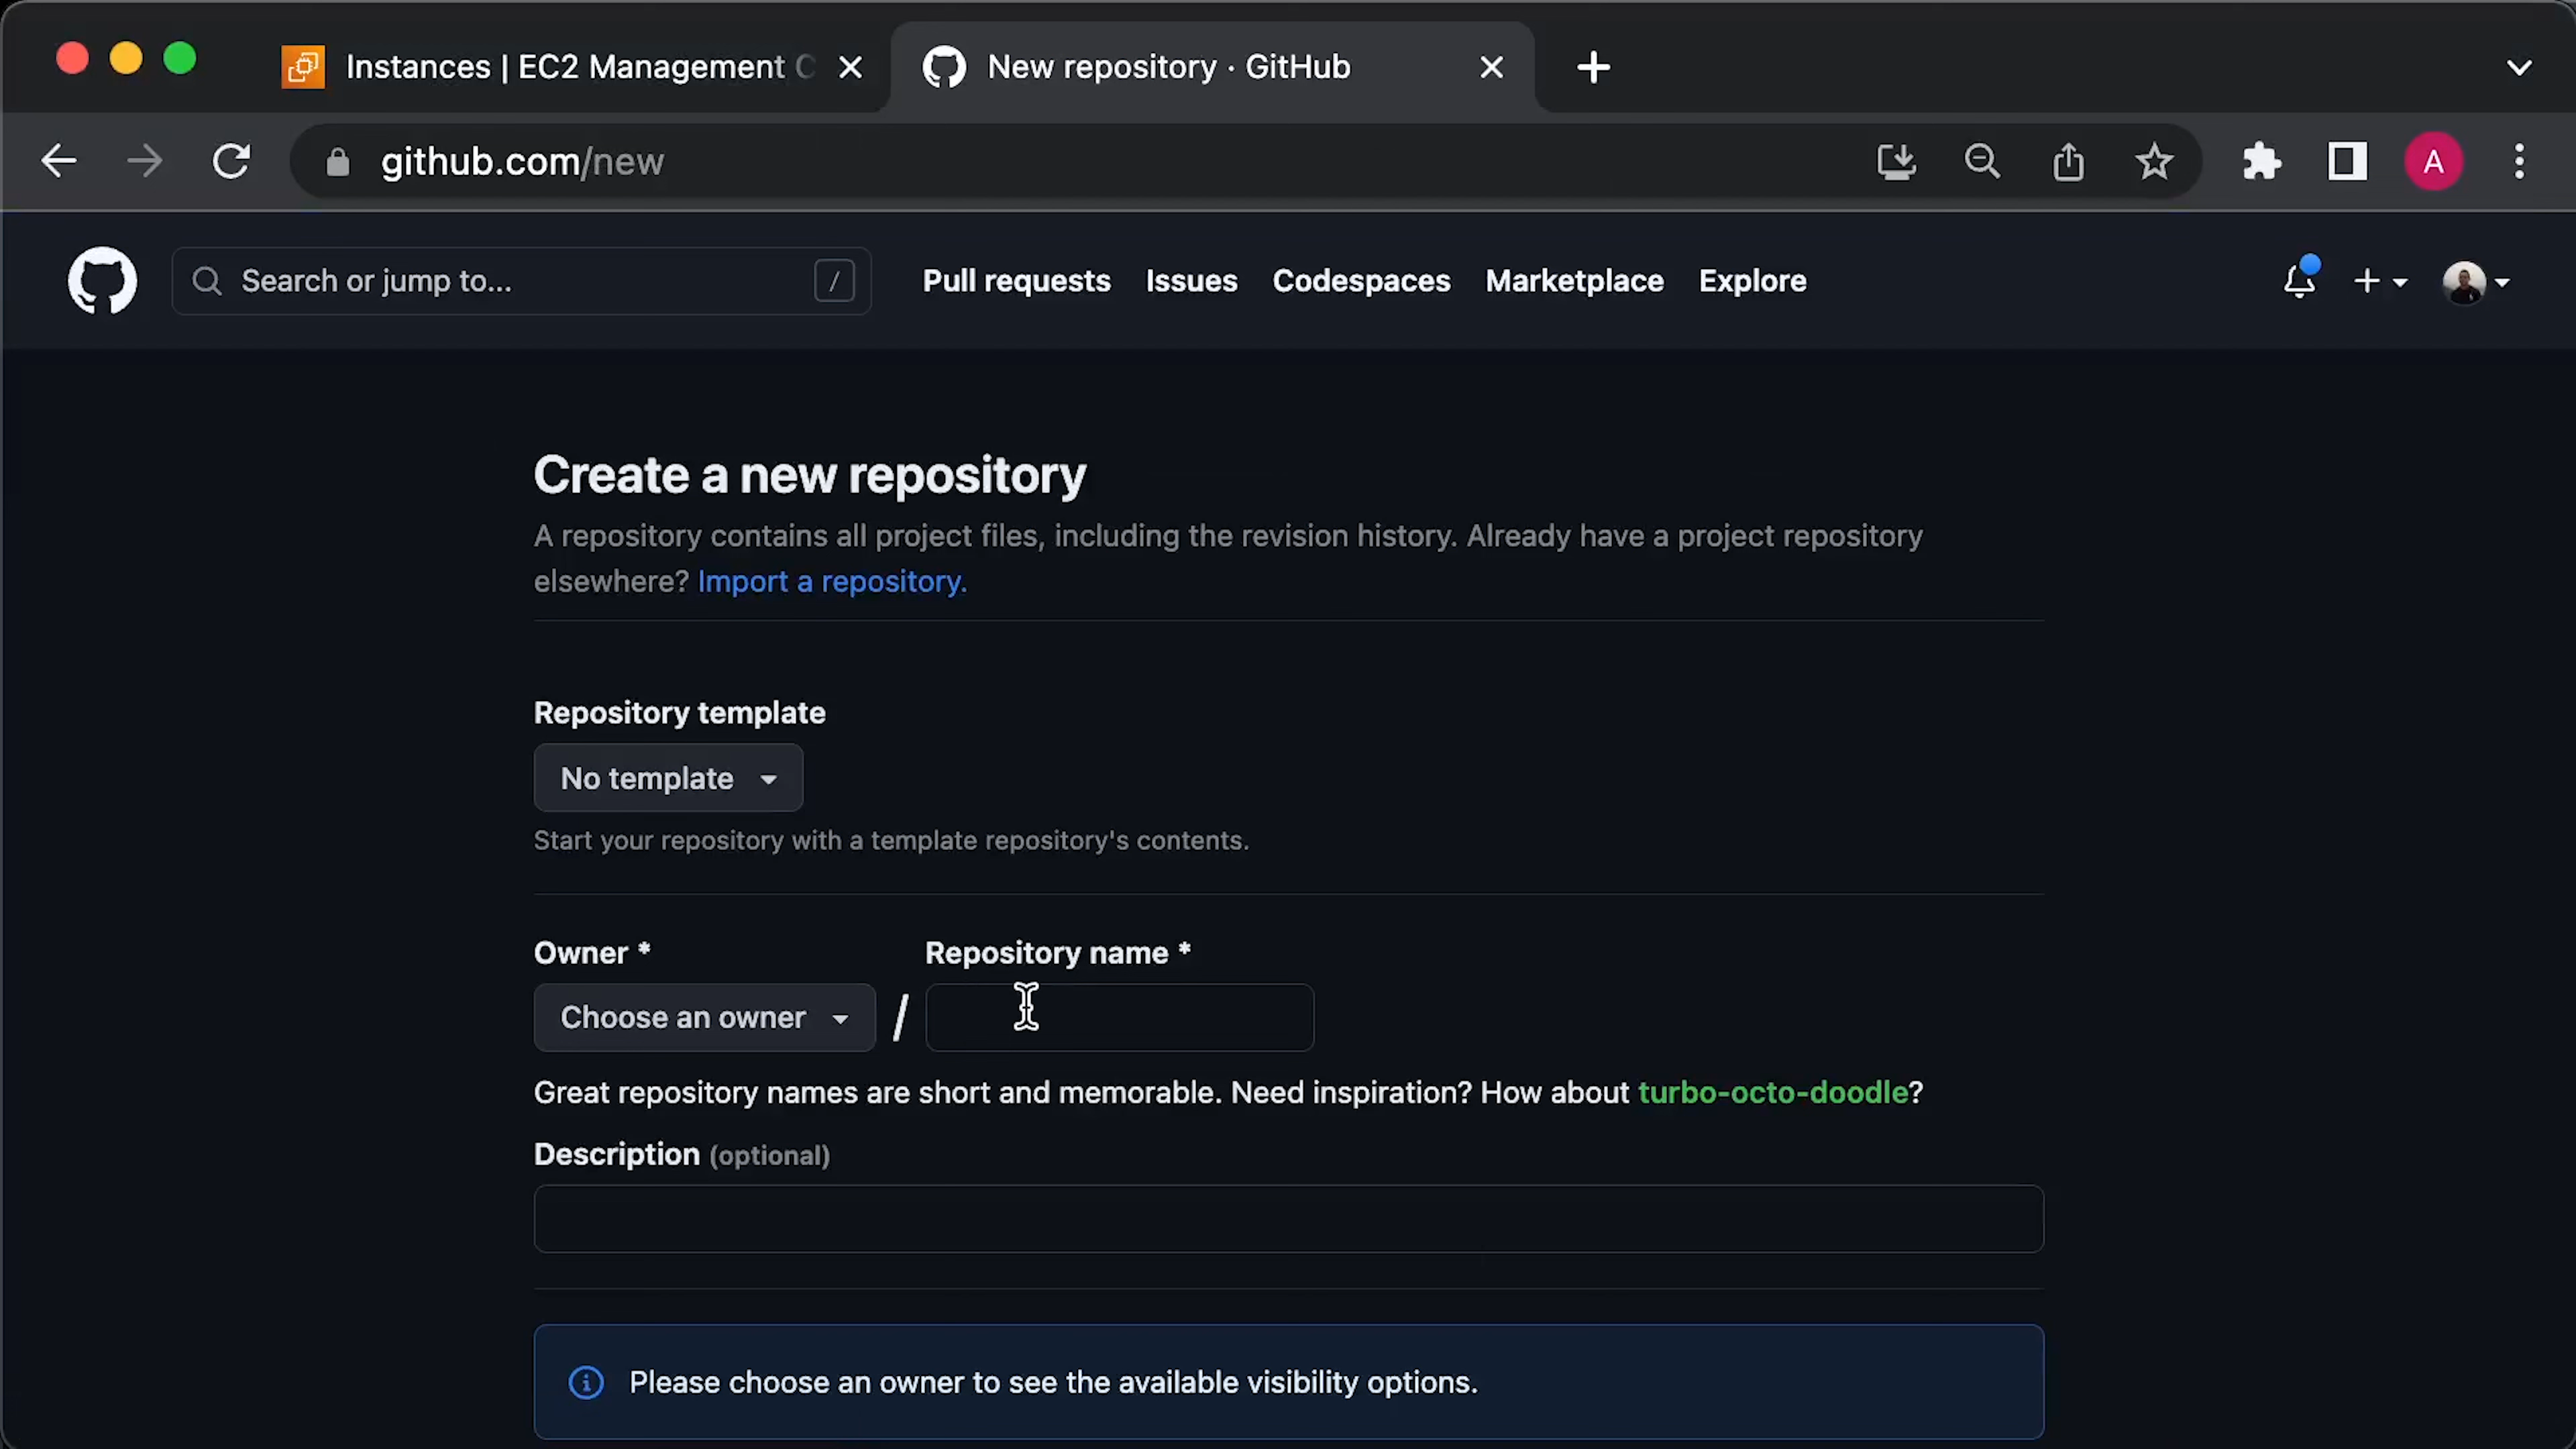 Instances | EC2 Management C
New repository · GitHub
github.com/new
A
Search or jump to...
/
Pull requests
Issues
Codespaces
Marketplace
Explore
Create a new repository
A repository contains all project files, including the revision history. Already have a project repository
elsewhere? Import a repository.
Repository template
No template
Start your repository with a template repository's contents.
Owner *
Repository name *
Choose an owner
/
Great repository names are short and memorable. Need inspiration? How about turbo-octo-doodle?
Description (optional)
Please choose an owner to see the available visibility options.